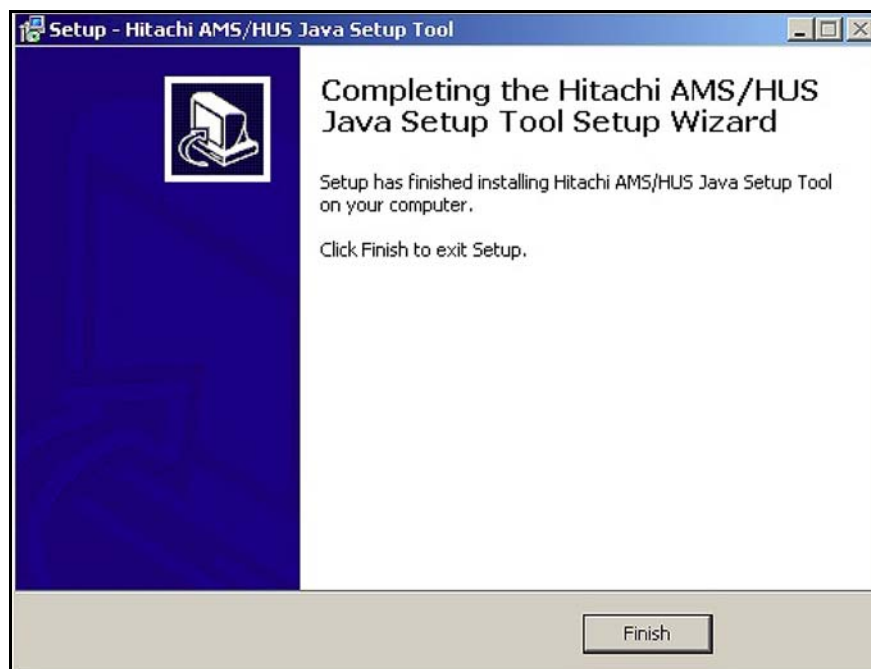 Setup - Hitachi AMS/HUS Java Setup Tool
Completing the Hitachi AMS/HUS
Java Setup Tool Setup Wizard
Setup has finished installing Hitachi AMS/HUS Java Setup Tool
on your computer.
Click Finish to exit Setup.
Finish